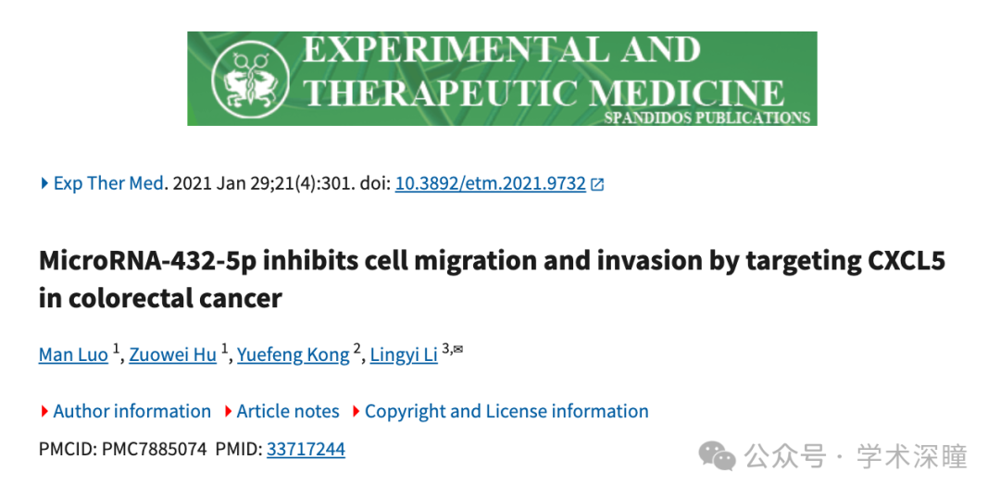 EXPERIMENTAL AND
THERAPEUTIC MEDICINE
SPANDIDOS PUBLICATIONS
Exp Ther Med. 2021 Jan 29;21(4):301. doi: 10.3892/etm.2021.9732
MicroRNA-432-5p inhibits cell migration and invasion by targeting CXCL5
in colorectal cancer
Man Luo 1, Zuowei Hu 1, Yuefeng Kong 2, Lingyi Li 3,✉
Author information Article notes Copyright and License information
PMCID: PMC7885074 PMID: 33717244
公众号 · 学术深瞳